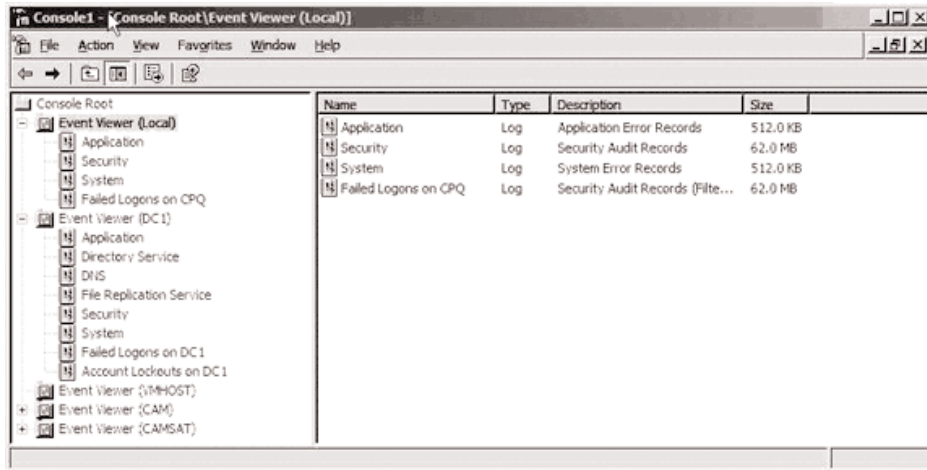 Console1 - [Console Root\Event Viewer (Local)]
File Action View Favorites Window Help
Console Root
Event Viewer (Local)
Application
Security
System
Failed Logons on CPQ
Event Viewer (DC1)
Application
Directory Service
DNS
File Replication Service
Security
System
Failed Logons on DC1
Account Lockouts on DC1
Event Viewer (VMHOST)
Event Viewer (CAM)
Event Viewer (CAMSAT)
Name Type Description Size
Application Log Application Error Records 512.0 KB
Security Log Security Audit Records 62.0 MB
System Log System Error Records 512.0 KB
Failed Logons on CPQ Log Security Audit Records (Filte... 62.0 MB